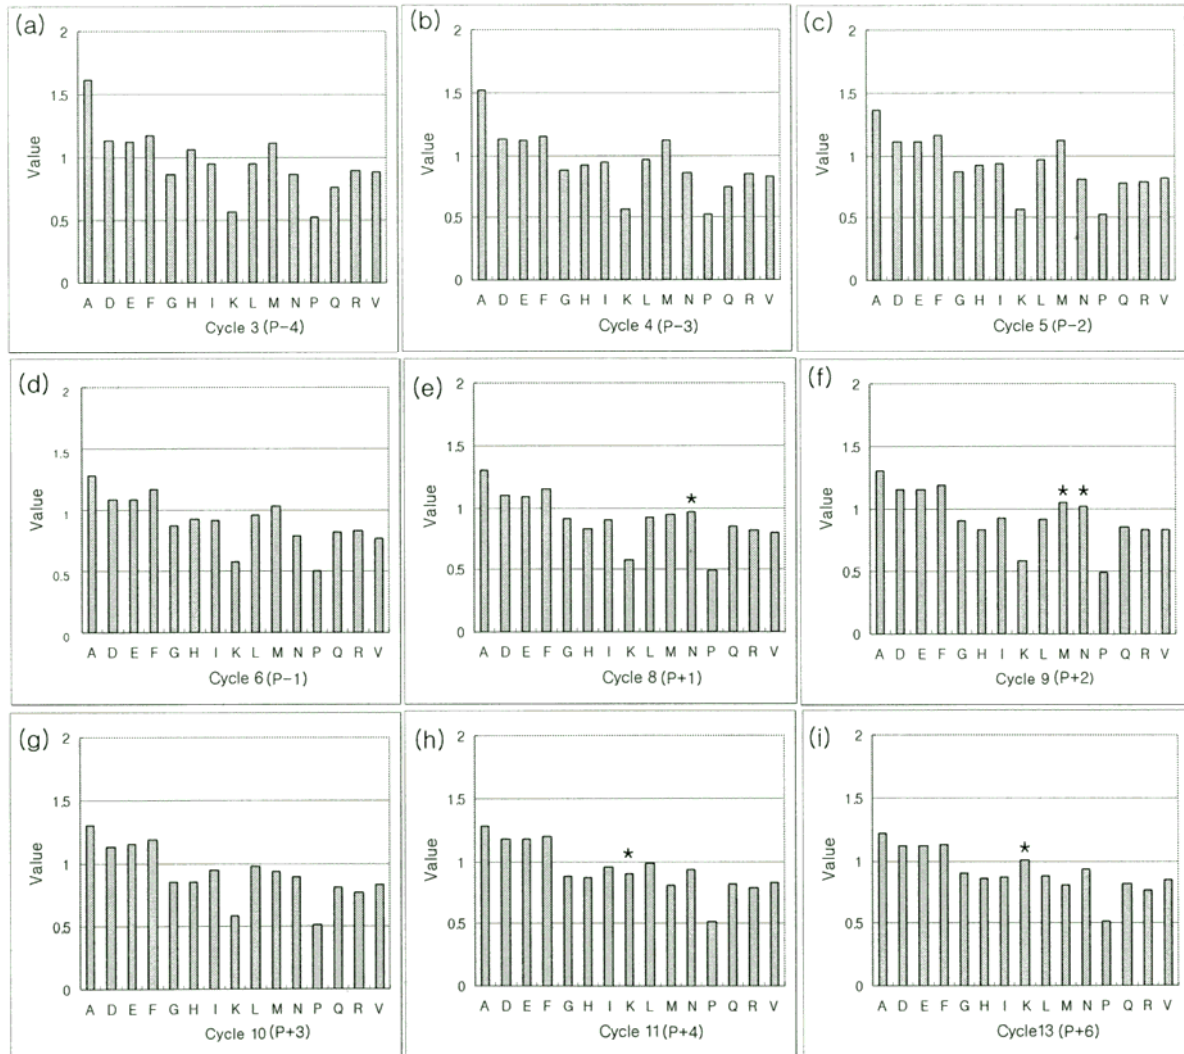 (a)
2
1.5
1
0.5
0
Value
A D E F G H I K L M N P Q R V
Cycle 3 (P−4)
(b)
2
1.5
1
0.5
0
Value
A D E F G H I K L M N P Q R V
Cycle 4 (P−3)
(c)
2
1.5
1
0.5
0
Value
A D E F G H I K L M N P Q R V
Cycle 5 (P−2)
(d)
2
1.5
1
0.5
0
Value
A D E F G H I K L M N P Q R V
Cycle 6 (P−1)
(e)
2
1.5
1
0.5
0
Value
★
A D E F G H I K L M N P Q R V
Cycle 8 (P+1)
(f)
2
1.5
1
0.5
0
Value
★ ★
A D E F G H I K L M N P Q R V
Cycle 9 (P+2)
(g)
2
1.5
1
0.5
0
Value
A D E F G H I K L M N P Q R V
Cycle 10 (P+3)
(h)
2
1.5
1
0.5
0
Value
★
A D E F G H I K L M N P Q R V
Cycle 11 (P+4)
(i)
2
1.5
1
0.5
0
Value
★
A D E F G H I K L M N P Q R V
Cycle13 (P+6)